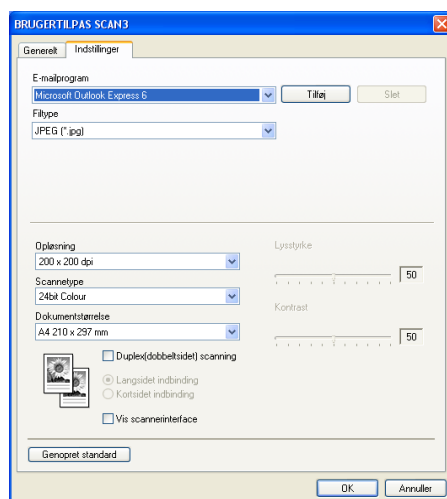 BRUGERTILPAS SCAN3
Generelt Indstillinger
E-mailprogram
Microsoft Outlook Express 6 Tilføj Slet
Filtype
JPEG (*.jpg)
Opløsning Lysstyrke
200 x 200 dpi
50
Scannetype
24bit Colour Kontrast
Dokumentstørrelse
A4 210 x 297 mm 50
Duplex(dobbeltsidet) scanning
Langsidet indbinding
Kortsidet indbinding
Vis scannerinterface
Genopret standard
OK Annuller